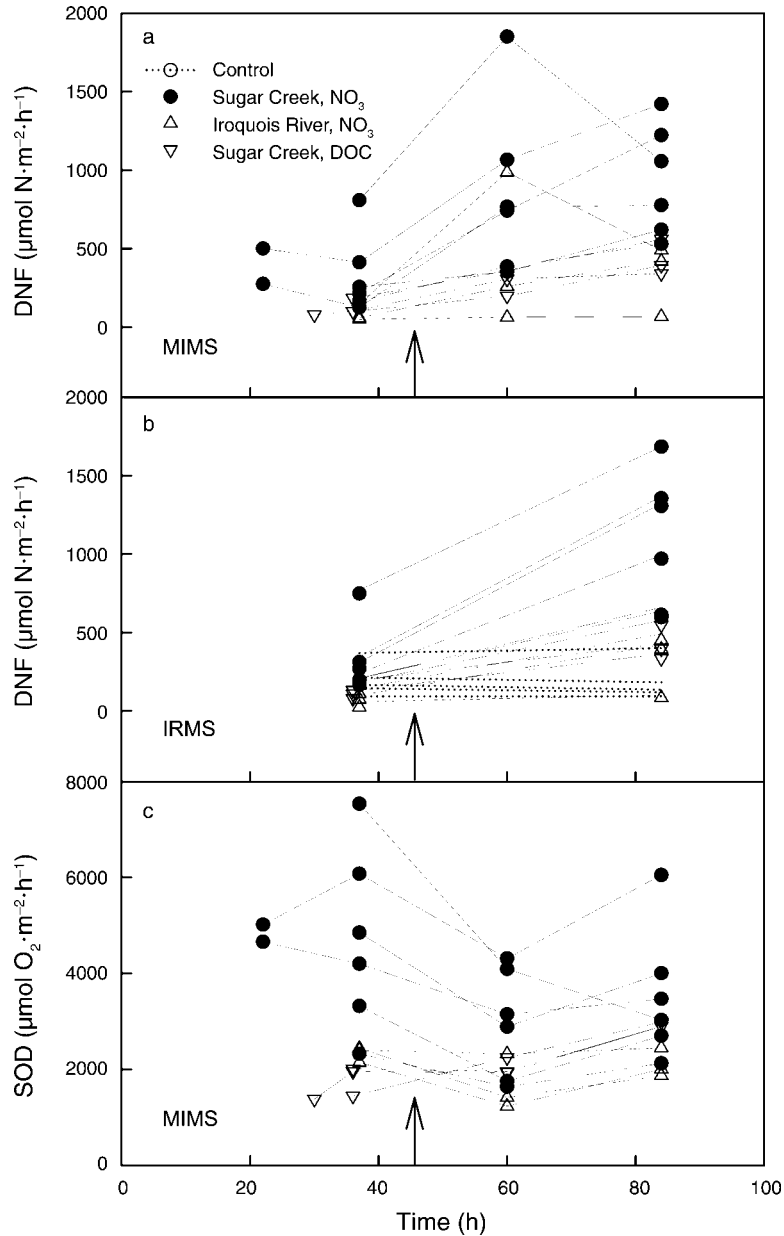 a
2000
1500
1000
500
0
DNF (μmol N·m⁻²·h⁻¹)
Control
Sugar Creek, NO₃
Iroquois River, NO₃
Sugar Creek, DOC
MIMS
b
2000
1500
1000
500
0
DNF (μmol N·m⁻²·h⁻¹)
IRMS
c
8000
6000
4000
2000
0
SOD (μmol O₂·m⁻²·h⁻¹)
MIMS
0 20 40 60 80 100
Time (h)